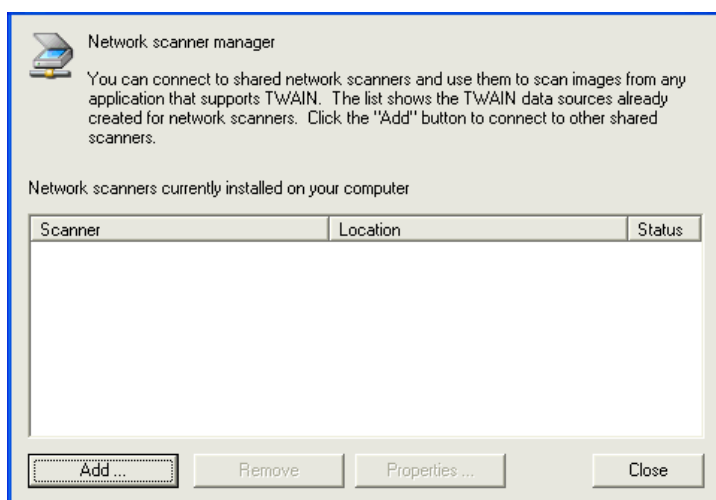 Network scanner manager
You can connect to shared network scanners and use them to scan images from any
application that supports TWAIN.  The list shows the TWAIN data sources already
created for network scanners.  Click the "Add" button to connect to other shared
scanners.
Network scanners currently installed on your computer
Scanner Location Status
Add ... Remove Properties ... Close